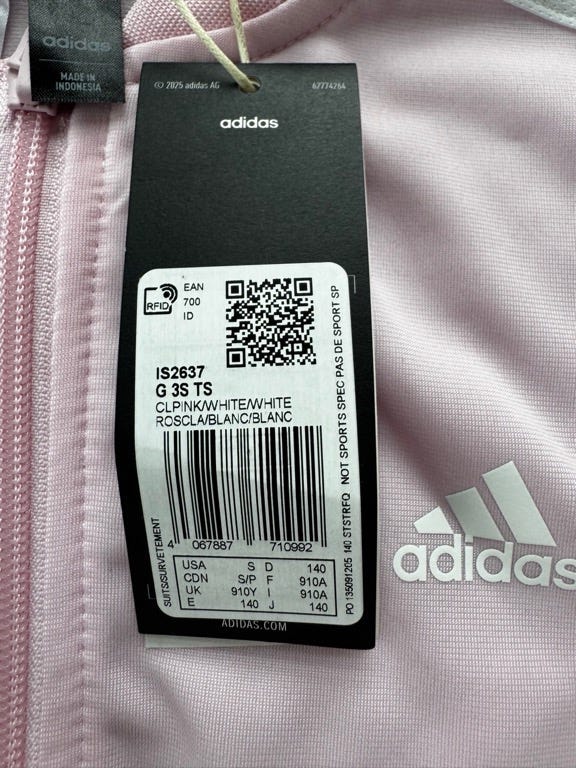 adidas
MADE IN
INDONESIA
© 2025 adidas AG 62774264
adidas
RFID
EAN
700
ID
IS2637
G 3S TS
CLPINK/WHITE/WHITE
ROSCLA/BLANC/BLANC
4 067887 710992
USA S D 140
CDN S/P F 910A
UK 910Y I 910A
E 140 J 140
SUITS/SURVETEMENT
PO 135091205 140 STSTRFQ NOT SPORTS SPEC PAS DE SPORT SP
ADIDAS.COM
adidas